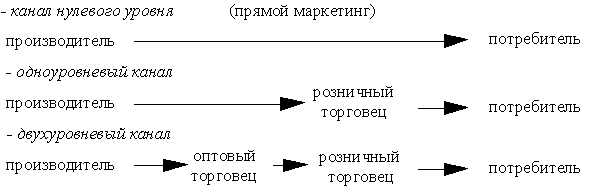 - канал нулевого уровня (прямой маркетинг)
производитель потребитель
- одноуровневый канал
производитель розничный торговец потребитель
- двухуровневый канал
производитель оптовый торговец розничный торговец потребитель